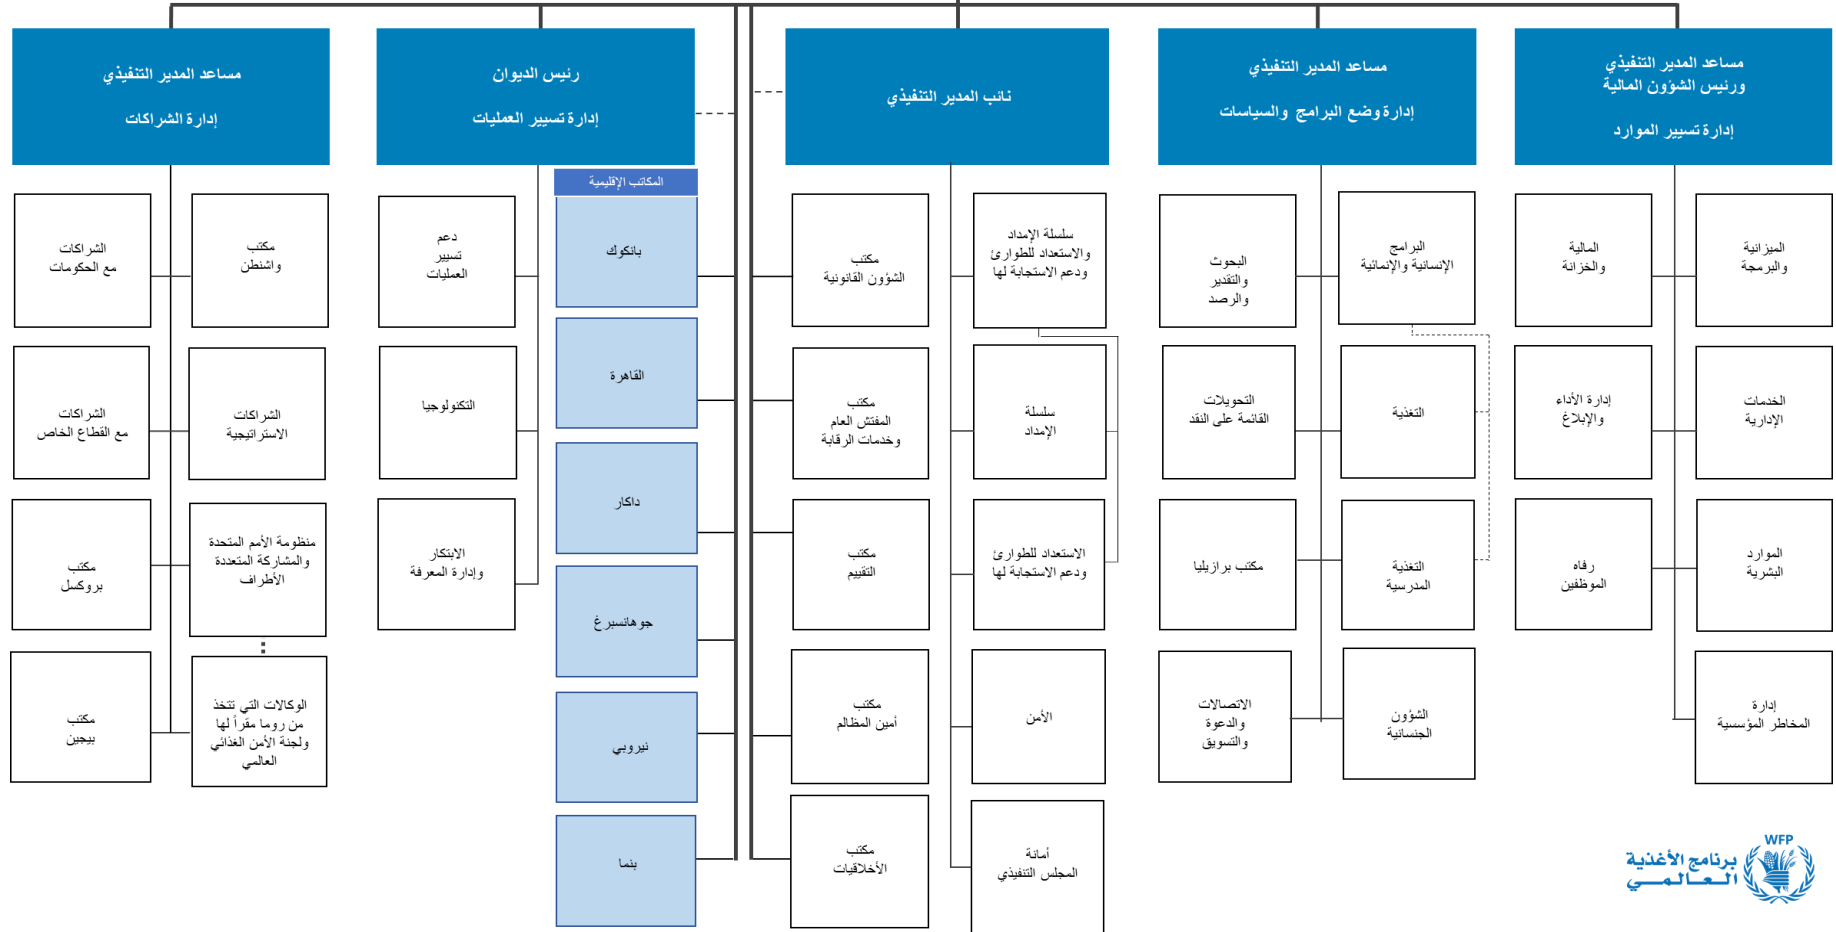 مساعد المدير التنفيذي
ورئيس الشؤون المالية
إدارة تسيير الموارد
الميزانية
والبرمجة
المالية
والخزانة
الخدمات
الإدارية
إدارة الأداء
والإبلاغ
الموارد
البشرية
رفاه
الموظفين
إدارة
المخاطر المؤسسية
مساعد المدير التنفيذي
إدارة وضع البرامج والسياسات
البرامج
الإنسانية والإنمائية
البحوث
والتقدير
والرصد
التغذية
التحويلات
القائمة على النقد
التغذية
المدرسية
مكتب برازيليا
الشؤون
الجنسانية
الاتصالات
والدعوة
والتسويق
نائب المدير التنفيذي
سلسلة الإمداد
والاستعداد للطوارئ
ودعم الاستجابة لها
مكتب
الشؤون القانونية
سلسلة
الإمداد
مكتب
المفتش العام
وخدمات الرقابة
الاستعداد للطوارئ
ودعم الاستجابة لها
مكتب
التقييم
الأمن
مكتب
أمين المظالم
أمانة
المجلس التنفيذي
مكتب
الأخلاقيات
رئيس الديوان
إدارة تسيير العمليات
المكاتب الإقليمية
بانكوك
القاهرة
داكار
جوهانسبرغ
نيروبي
بنما
دعم
تسيير
العمليات
التكنولوجيا
الابتكار
وإدارة المعرفة
مساعد المدير التنفيذي
إدارة الشراكات
مكتب
واشنطن
الشراكات
مع الحكومات
الشراكات
الاستراتيجية
الشراكات
مع القطاع الخاص
منظومة الأمم المتحدة
والمشاركة المتعددة
الأطراف
مكتب
بروكسل
الوكالات التي تتخذ
من روما مقراً لها
ولجنة الأمن الغذائي
العالمي
مكتب
بيجين
WFP
برنامج الأغذية
العالمي